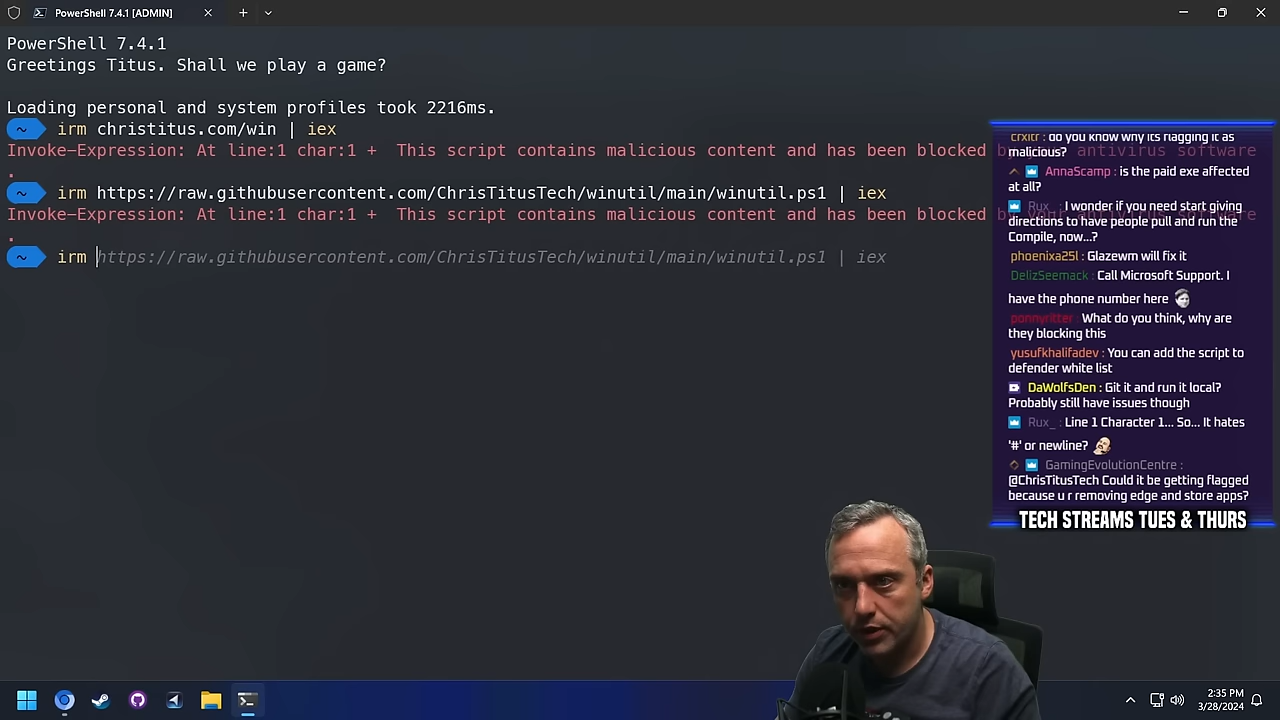 PowerShell 7.4.1 [ADMIN]
PowerShell 7.4.1
Greetings Titus. Shall we play a game?
Loading personal and system profiles took 2216ms.
~ irm christitus.com/win | iex
Invoke-Expression: At line:1 char:1 + This script contains malicious content and has been blocked by your antivirus software
.
~ irm https://raw.githubusercontent.com/ChrisTitusTech/winutil/main/winutil.ps1 | iex
Invoke-Expression: At line:1 char:1 + This script contains malicious content and has been blocked by your antivirus software
.
~ irm https://raw.githubusercontent.com/ChrisTitusTech/winutil/main/winutil.ps1 | iex
crxitr : do you know why its flagging it as
malicious?
AnnaScamp : is the paid exe affected
at all?
Rux_ : I wonder if you need start giving
directions to have people pull and run the
Compile, now...?
phoenixa25l : Glazewm will fix it
DelizSeemack : Call Microsoft Support. I
have the phone number here
ponnyritter : What do you think, why are
they blocking this
yusufkhalifadev : You can add the script to
defender white list
DaWolfsDen : Git it and run it local?
Probably still have issues though
Rux_ : Line 1 Character 1... So... It hates
'#' or newline?
GamingEvolutionCentre :
@ChrisTitusTech Could it be getting flagged
because u r removing edge and store apps?
TECH STREAMS TUES & THURS
2:35 PM
3/28/2024